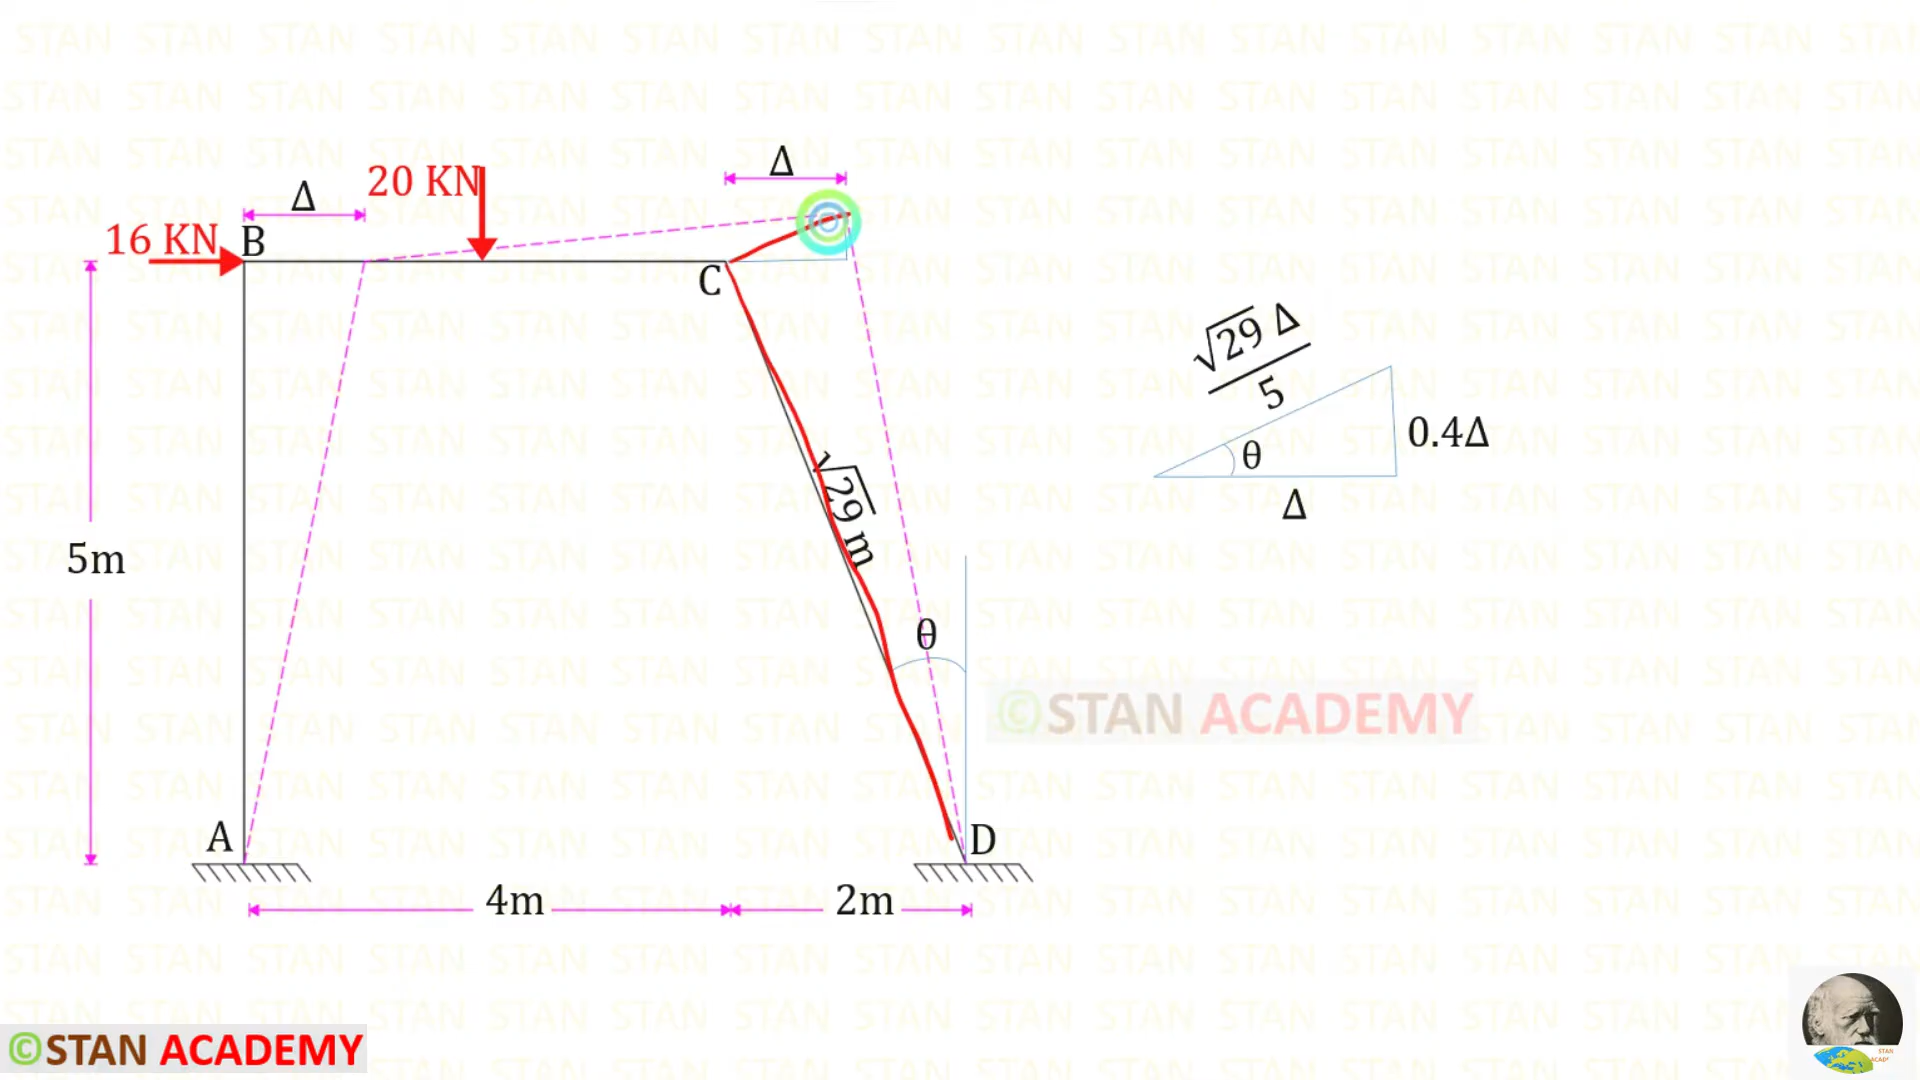 Δ
Δ
20 KN
16 KN
B
C
√29 Δ
5
0.4Δ
θ
Δ
√29 m
5m
θ
©STAN ACADEMY
A
D
4m
2m
©STAN ACADEMY